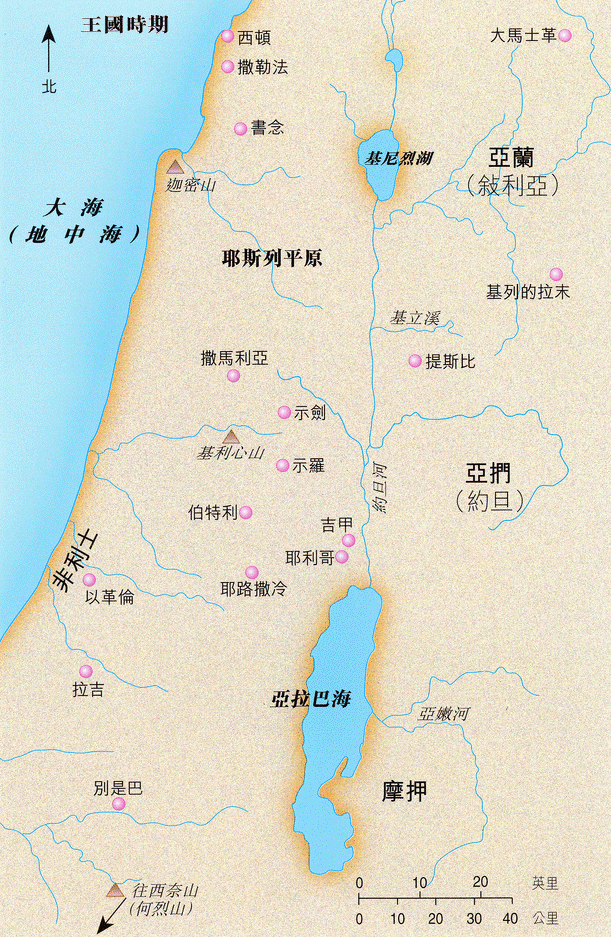 王國時期
北
西頓
撒勒法
書念
大馬士革
迦密山
基尼烈湖
亞蘭
(敍利亞)
大 海
(地 中 海)
耶斯列平原
基列的拉末
基立溪
提斯比
撒馬利亞
示劍
基利心山
示羅
亞捫
(約旦)
約旦河
伯特利
吉甲
耶利哥
非利士
以革倫
耶路撒冷
拉吉
亞拉巴海
亞嫩河
別是巴
摩押
往西奈山
(何烈山)
0 10 20 英里
0 10 20 30 40 公里